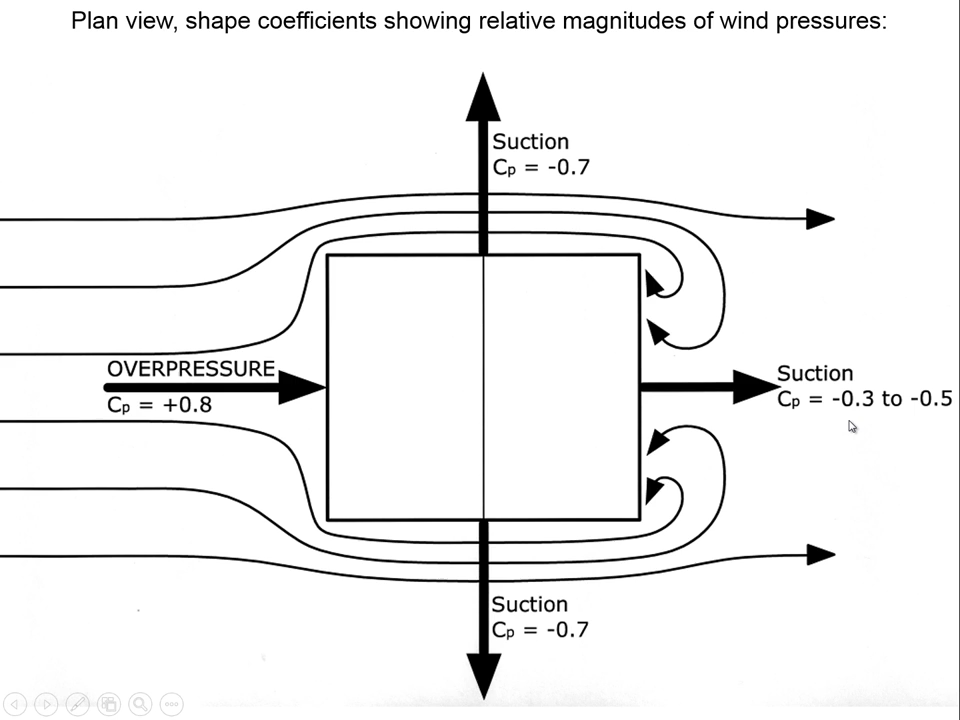 Plan view, shape coefficients showing relative magnitudes of wind pressures:
Suction
Cp = -0.7
OVERPRESSURE
Cp = +0.8
Suction
Cp = -0.3 to -0.5
Suction
Cp = -0.7